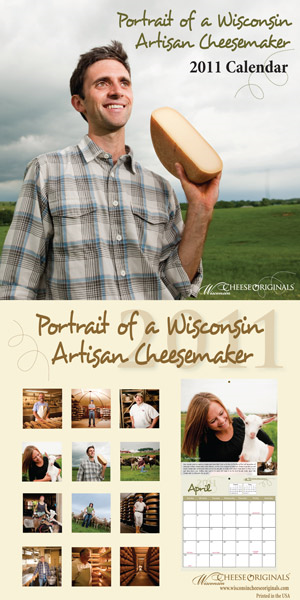 Portrait of a Wisconsin
Artisan Cheesemaker
2011 Calendar
Wisconsin CHEESE ORIGINALS
2011
Portrait of a Wisconsin
Artisan Cheesemaker
April
Wisconsin CHEESE ORIGINALS
www.wisconsincheeseoriginals.com
Printed in the USA